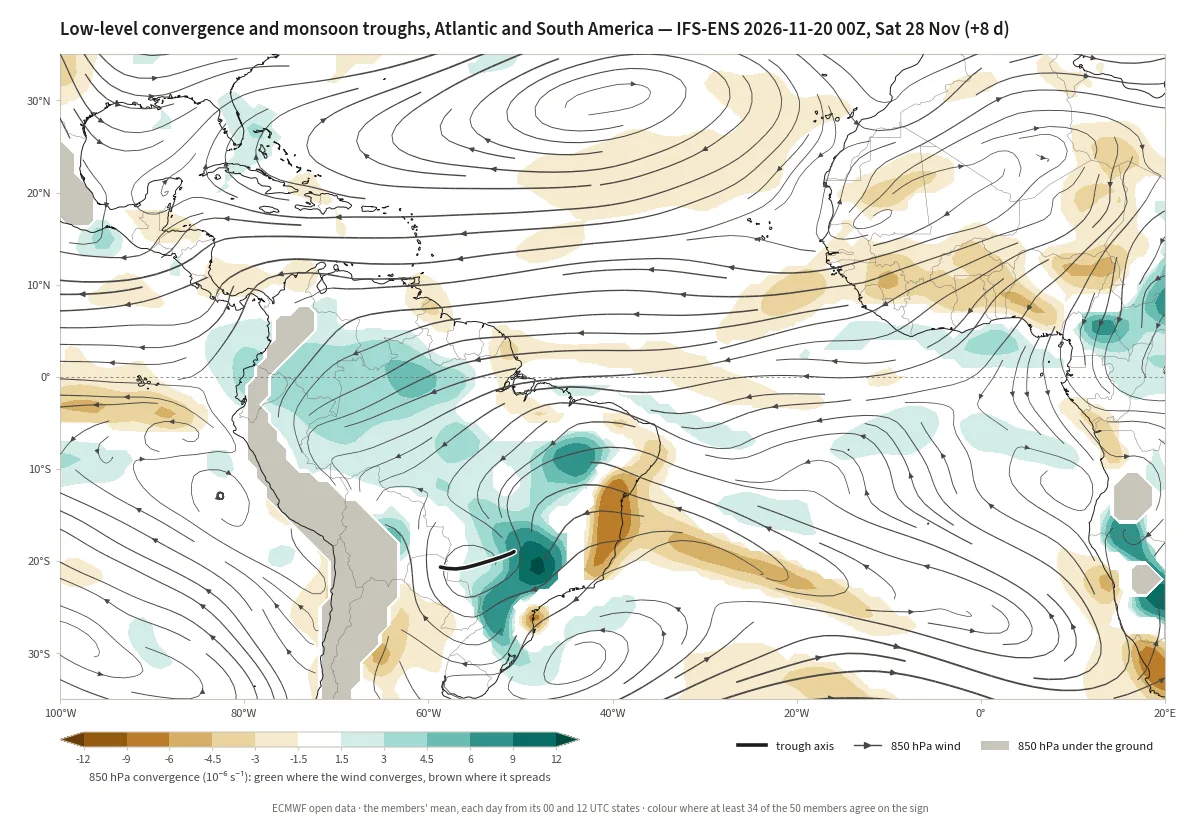 Low-level convergence and monsoon troughs, Atlantic and South America — IFS-ENS 2026-11-20 00Z, Sat 28 Nov (+8 d)
30°N
20°N
10°N
0°
10°S
20°S
30°S
100°W 80°W 60°W 40°W 20°W 0° 20°E
-12 -9 -6 -4.5 -3 -1.5 1.5 3 4.5 6 9 12
850 hPa convergence (10⁻⁶ s⁻¹): green where the wind converges, brown where it spreads
trough axis 850 hPa wind 850 hPa under the ground
ECMWF open data · the members' mean, each day from its 00 and 12 UTC states · colour where at least 34 of the 50 members agree on the sign